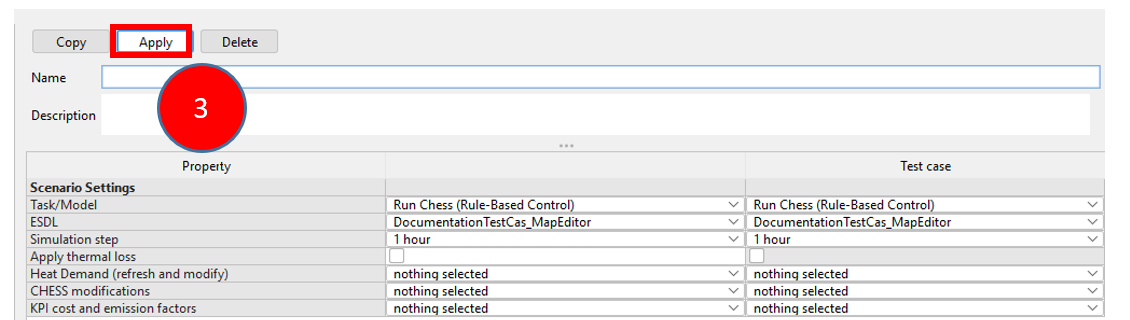 Copy Apply Delete
Name
3
Description
Property Test case
Scenario Settings
Task/Model Run Chess (Rule-Based Control) Run Chess (Rule-Based Control)
ESDL DocumentationTestCas_MapEditor DocumentationTestCas_MapEditor
Simulation step 1 hour 1 hour
Apply thermal loss
Heat Demand (refresh and modify) nothing selected nothing selected
CHESS modifications nothing selected nothing selected
KPI cost and emission factors nothing selected nothing selected